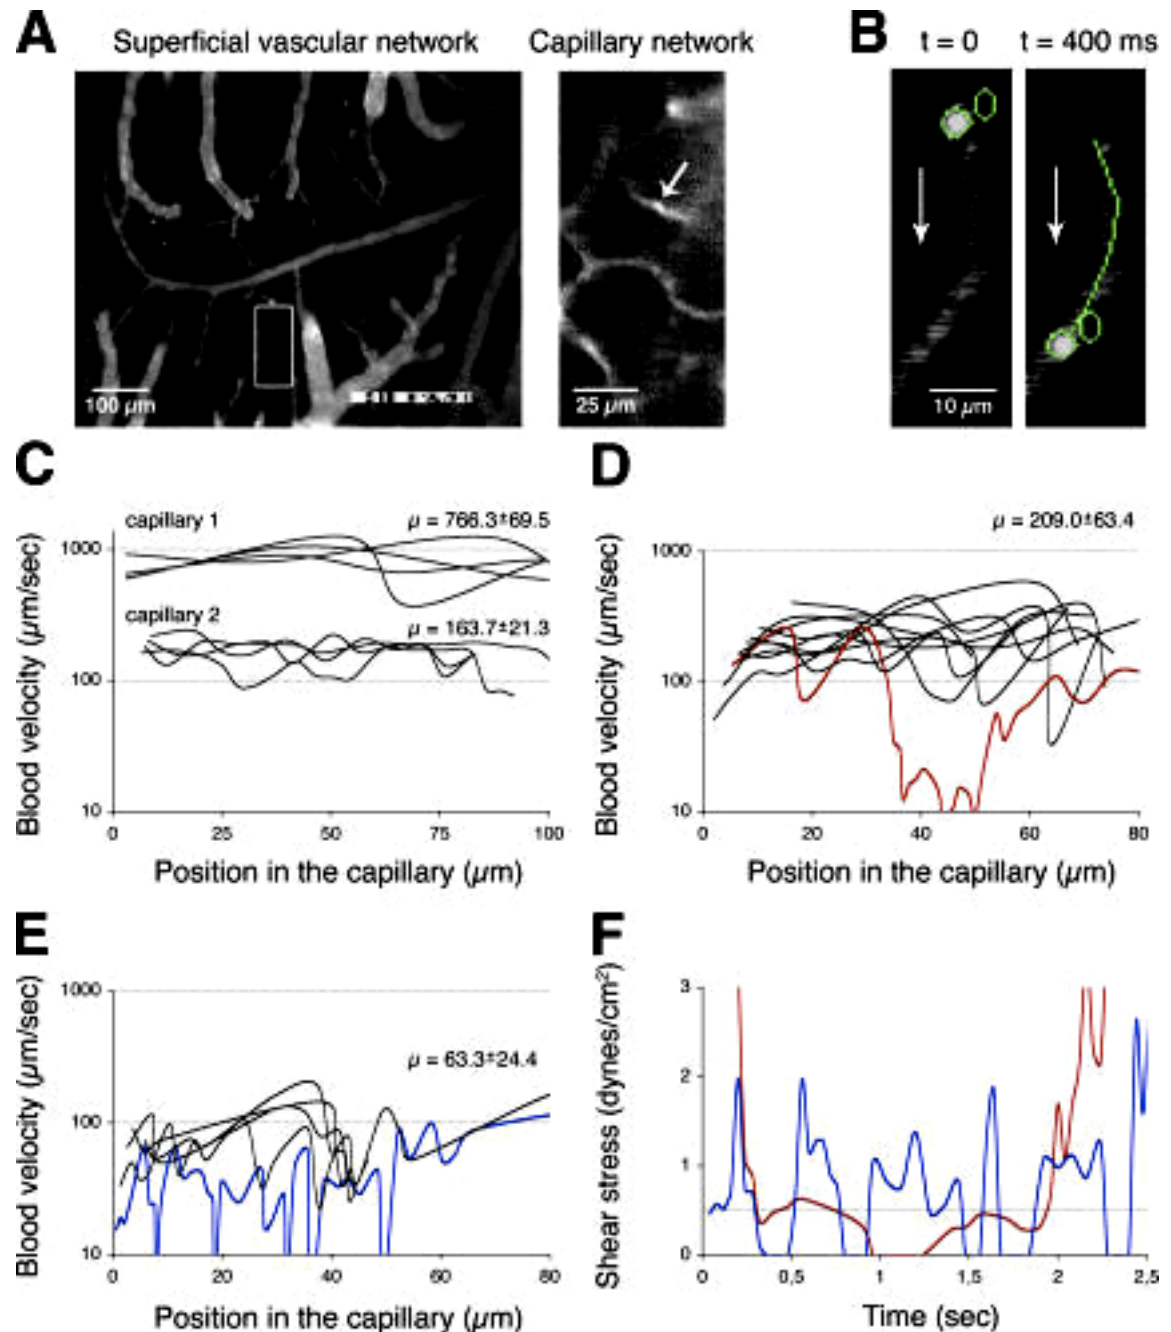 A
Superficial vascular network
Capillary network
B
t = 0
t = 400 ms
100 µm
25 µm
10 µm
C
capillary 1
µ = 766.3±69.5
capillary 2
µ = 163.7±21.3
1000
100
10
0
25
50
75
100
Blood velocity (µm/sec)
Position in the capillary (µm)
D
µ = 209.0±63.4
1000
100
10
0
20
40
60
80
Blood velocity (µm/sec)
Position in the capillary (µm)
E
µ = 63.3±24.4
1000
100
10
0
20
40
60
80
Blood velocity (µm/sec)
Position in the capillary (µm)
F
3
2
1
0
0
0,5
1
1,5
2
2,5
Shear stress (dynes/cm²)
Time (sec)